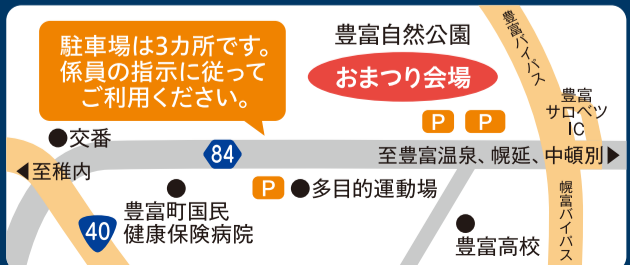 駐車場は3カ所です。
係員の指示に従って
ご利用ください。
豊富自然公園
おまつり会場
豊富バイパス
豊富
サロベツ
IC
P
P
●交番
84
至豊富温泉、幌延、中頓別▶
◀至稚内
P
●多目的運動場
豊富町国民
健康保険病院
40
豊富高校
幌富バイパス